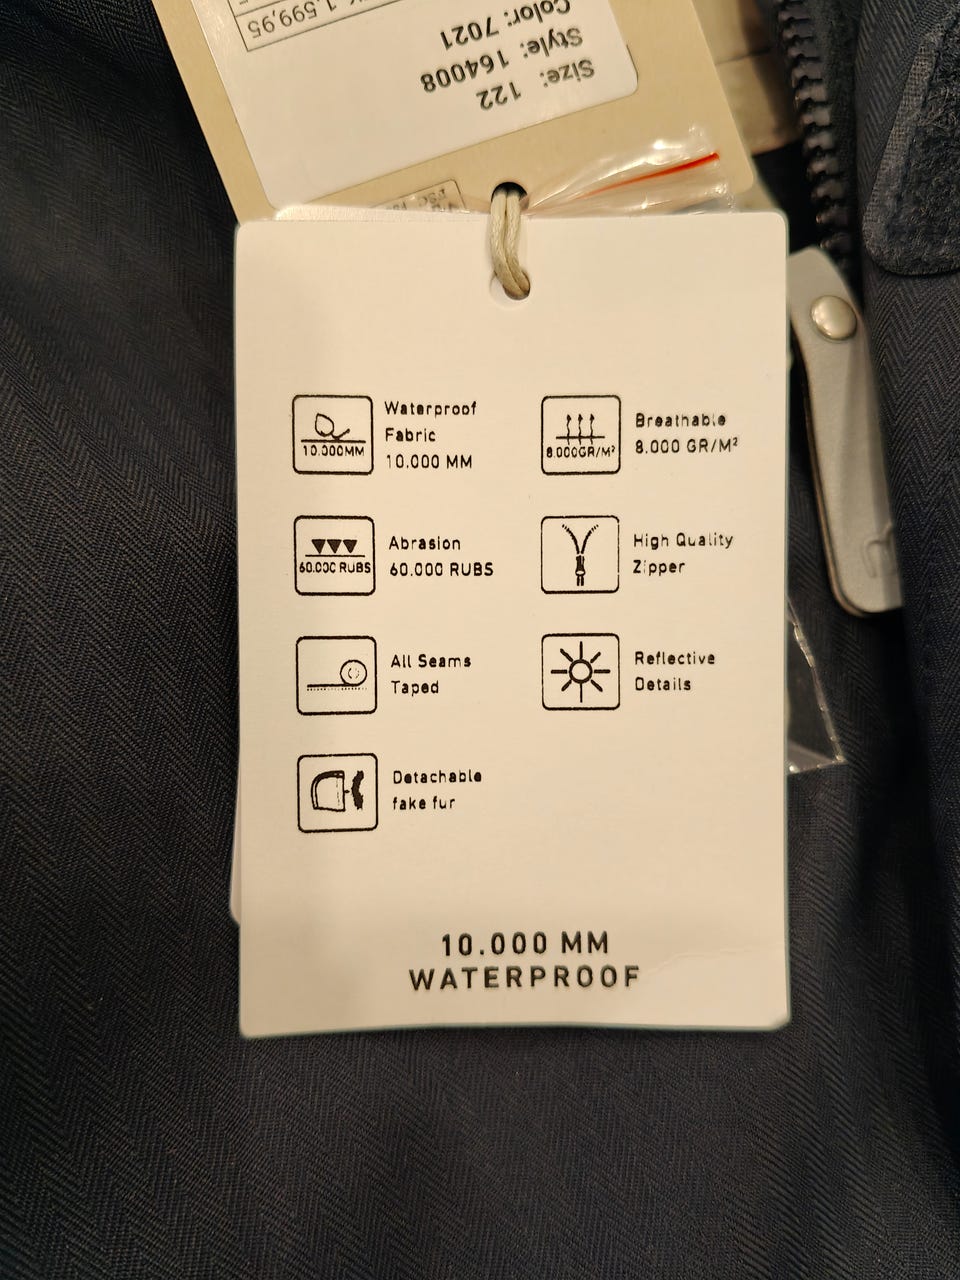 1.599,95
Color: 7021
Style: 164008
Size: 122
Waterproof
Fabric
10.000 MM
10.000MM
Breathable
8.000 GR/M²
8.000GR/M²
Abrasion
60.000 RUBS
60.000 RUBS
High Quality
Zipper
All Seams
Taped
Reflective
Details
Detachable
fake fur
10.000 MM
WATERPROOF